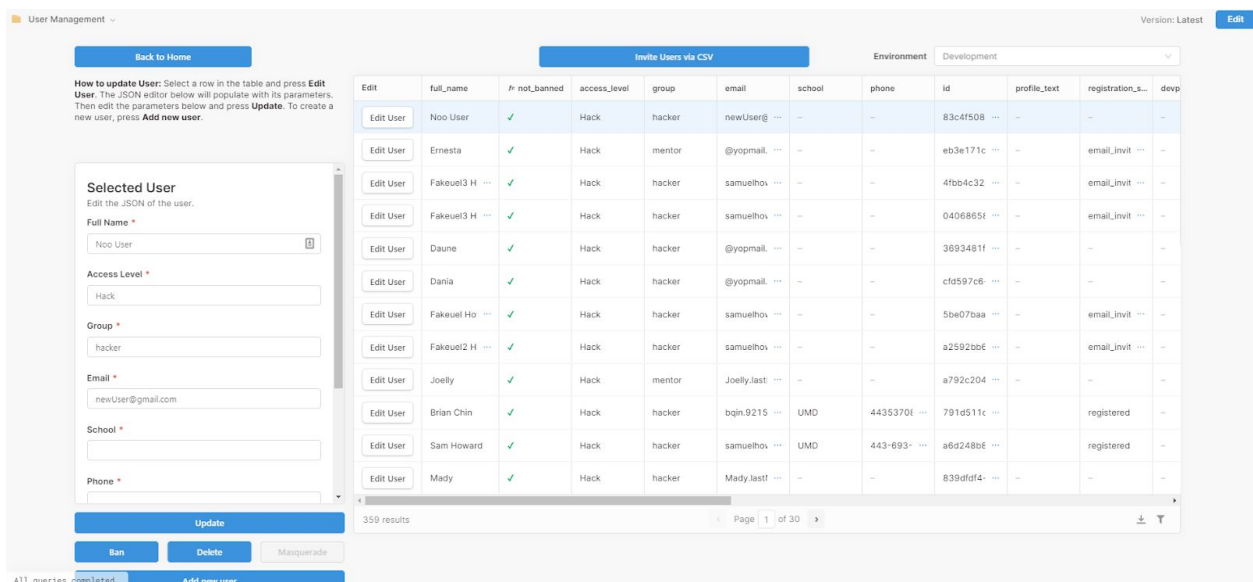 User Management
Version: Latest
Edit
Back to Home
Invite Users via CSV
Environment
Development
How to update User: Select a row in the table and press Edit
User. The JSON editor below will populate with its parameters.
Then edit the parameters below and press Update. To create a
new user, press Add new user.
Selected User
Edit the JSON of the user.
Full Name *
Noo User
Access Level *
Hack
Group *
hacker
Email *
newUser@gmail.com
School *
Phone *
Update
Ban Delete Masquerade
All queries completed
Add new user
Edit full_name not_banned access_level group email school phone id profile_text registration_s... devp
Edit User Noo User ✓ Hack hacker newUser@ ... – – 83c4f508 ... – – –
Edit User Ernesta ✓ Hack mentor @yopmail. ... – – eb3e171c ... – email_invit ... –
Edit User Fakeuel3 H ... ✓ Hack hacker samuelhov ... – – 4fbb4c32 ... – email_invit ... –
Edit User Fakeuel3 H ... ✓ Hack hacker samuelhov ... – – 04068658 ... – email_invit ... –
Edit User Daune ✓ Hack hacker @yopmail. ... – – 3693481f ... – – –
Edit User Dania ✓ Hack hacker @yopmail. ... – – cfd597c6- ... – – –
Edit User Fakeuel Ho ... ✓ Hack hacker samuelhov ... – – 5be07baa ... – email_invit ... –
Edit User Fakeuel2 H ... ✓ Hack hacker samuelhov ... – – a2592bb6 ... – email_invit ... –
Edit User Joelly ✓ Hack mentor Joelly.last ... – – a792c204 ... – – –
Edit User Brian Chin ✓ Hack hacker bqin.9215 ... UMD 44353708 ... 791d511c ... registered –
Edit User Sam Howard ✓ Hack hacker samuelhov ... UMD 443-693- ... a6d248b8 ... registered –
Edit User Mady ✓ Hack hacker Mady.lastf ... – – 839dfdf4- ... – – –
359 results
Page 1 of 30